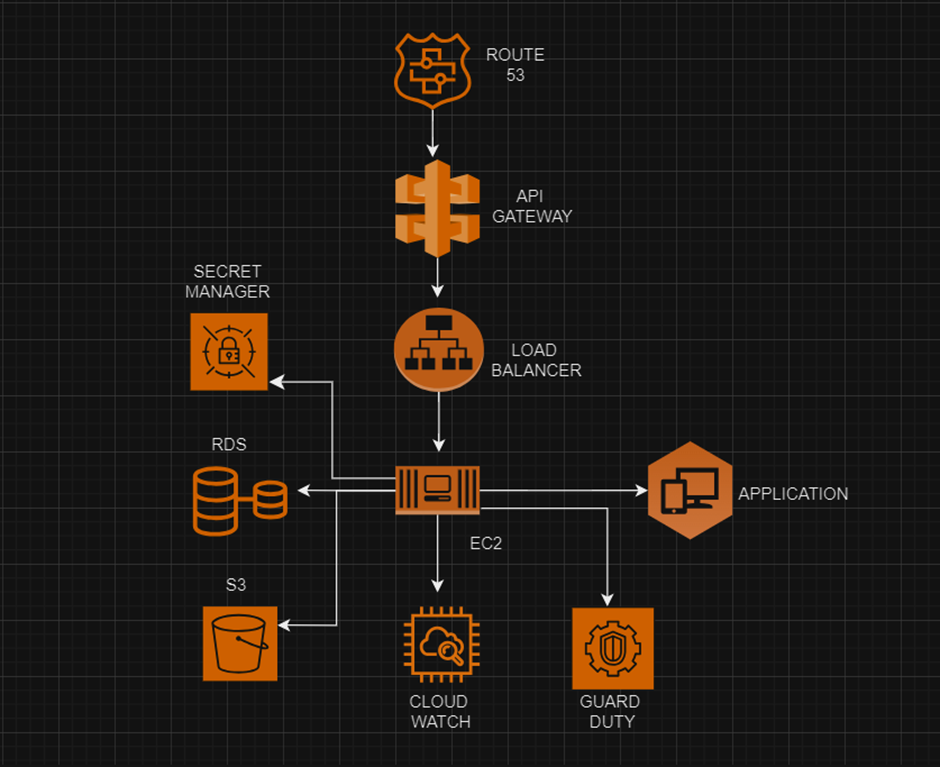 ROUTE
53
API
GATEWAY
SECRET
MANAGER
LOAD
BALANCER
RDS
APPLICATION
EC2
S3
CLOUD
WATCH
GUARD
DUTY